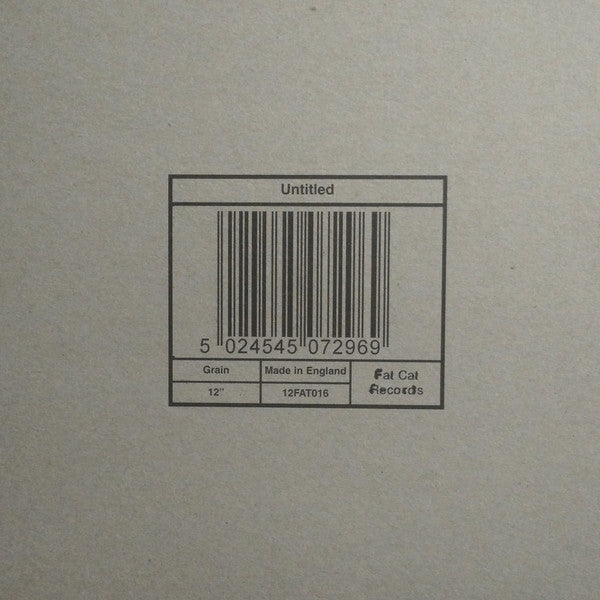 Untitled
5 024545 072969
Grain
Made in England
Fat Cat
Records
12"
12FAT016